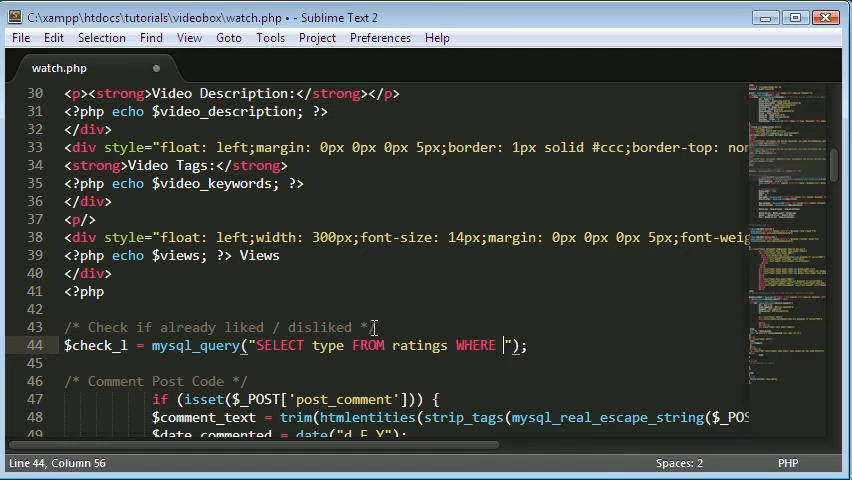 C:\xampp\htdocs\tutorials\videobox\watch.php • - Sublime Text 2
File Edit Selection Find View Goto Tools Project Preferences Help
watch.php
30 <p><strong>Video Description:</strong></p>
31 <?php echo $video_description; ?>
32 </div>
33 <div style="float: left;margin: 0px 0px 0px 5px;border: 1px solid #ccc;border-top: non
34 <strong>Video Tags:</strong>
35 <?php echo $video_keywords; ?>
36 </div>
37 <p/>
38 <div style="float: left;width: 300px;font-size: 14px;margin: 0px 0px 0px 5px;font-weig
39 <?php echo $views; ?> Views
40 </div>
41 <?php
42
43 /* Check if already liked / disliked */
44 $check_l = mysql_query("SELECT type FROM ratings WHERE ");
45
46 /* Comment Post Code */
47 if (isset($_POST['post_comment'])) {
48 $comment_text = trim(htmlentities(strip_tags(mysql_real_escape_string($_POS
49 $date_commented = date("d F Y");
Line 44, Column 56 Spaces: 2 PHP